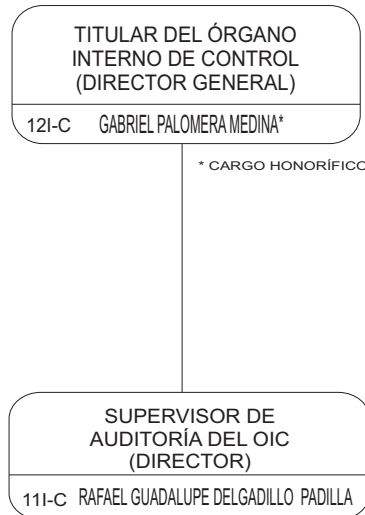 TITULAR DEL ÓRGANO
INTERNO DE CONTROL
(DIRECTOR GENERAL)
12I-C GABRIEL PALOMERA MEDINA*
* CARGO HONORÍFICO
SUPERVISOR DE
AUDITORÍA DEL OIC
(DIRECTOR)
11I-C RAFAEL GUADALUPE DELGADILLO PADILLA